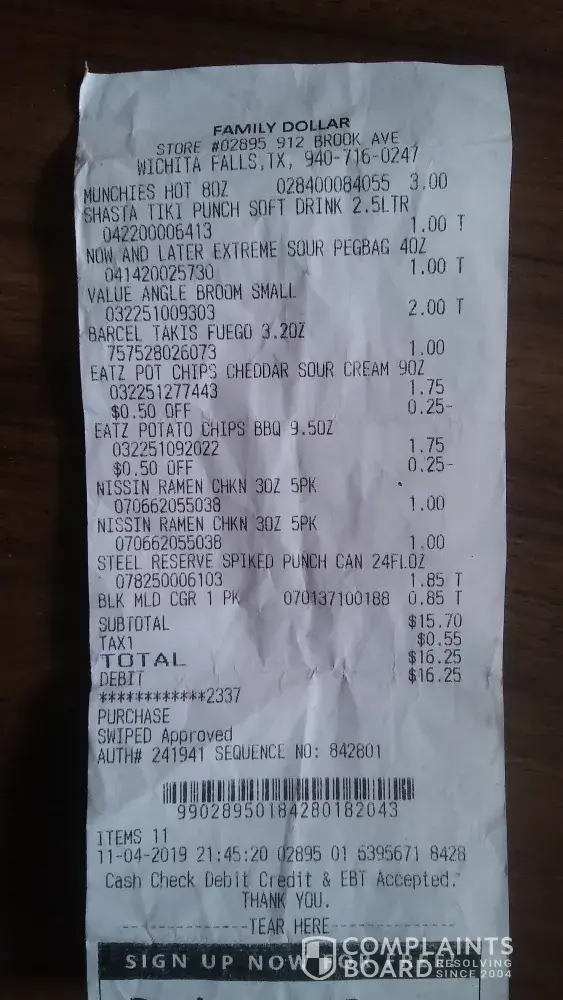 FAMILY DOLLAR
STORE #02895 912 BROOK AVE
WICHITA FALLS,TX, 940-716-0247
MUNCHIES HOT 8OZ 028400084055 3.00
SHASTA TIKI PUNCH SOFT DRINK 2.5LTR
042200006413 1.00 T
NOW AND LATER EXTREME SOUR PEGBAG 4OZ
041420025730 1.00 T
VALUE ANGLE BROOM SMALL
032251009303 2.00 T
BARCEL TAKIS FUEGO 3.2OZ
757528026073 1.00
EATZ POT CHIPS CHEDDAR SOUR CREAM 9OZ
032251277443 1.75
$0.50 OFF 0.25-
EATZ POTATO CHIPS BBQ 9.5OZ
032251092022 1.75
$0.50 OFF 0.25-
NISSIN RAMEN CHKN 3OZ 5PK
070662055038 1.00
NISSIN RAMEN CHKN 3OZ 5PK
070662055038 1.00
STEEL RESERVE SPIKED PUNCH CAN 24FLOZ
078250006103 1.85 T
BLK MLD CGR 1 PK 070137100188 0.85 T
SUBTOTAL $15.70
TAX1 $0.55
TOTAL $16.25
DEBIT $16.25
************2337
PURCHASE
SWIPED Approved
AUTH# 241941 SEQUENCE NO: 842801
99028950184280182043
ITEMS 11
11-04-2019 21:45:20 02895 01 6395671 8428
Cash Check Debit Credit & EBT Accepted.
THANK YOU.
-------------TEAR HERE-------------
SIGN UP NOW FOR FREE
COMPLAINTS
BOARD RESOLVING
SINCE 2004